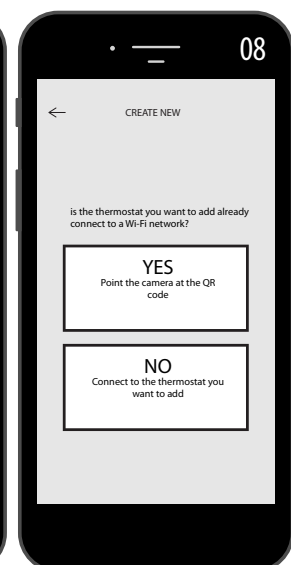 08
CREATE NEW
is the thermostat you want to add already
connect to a Wi-Fi network?
YES
Point the camera at the QR
code
NO
Connect to the thermostat you
want to add